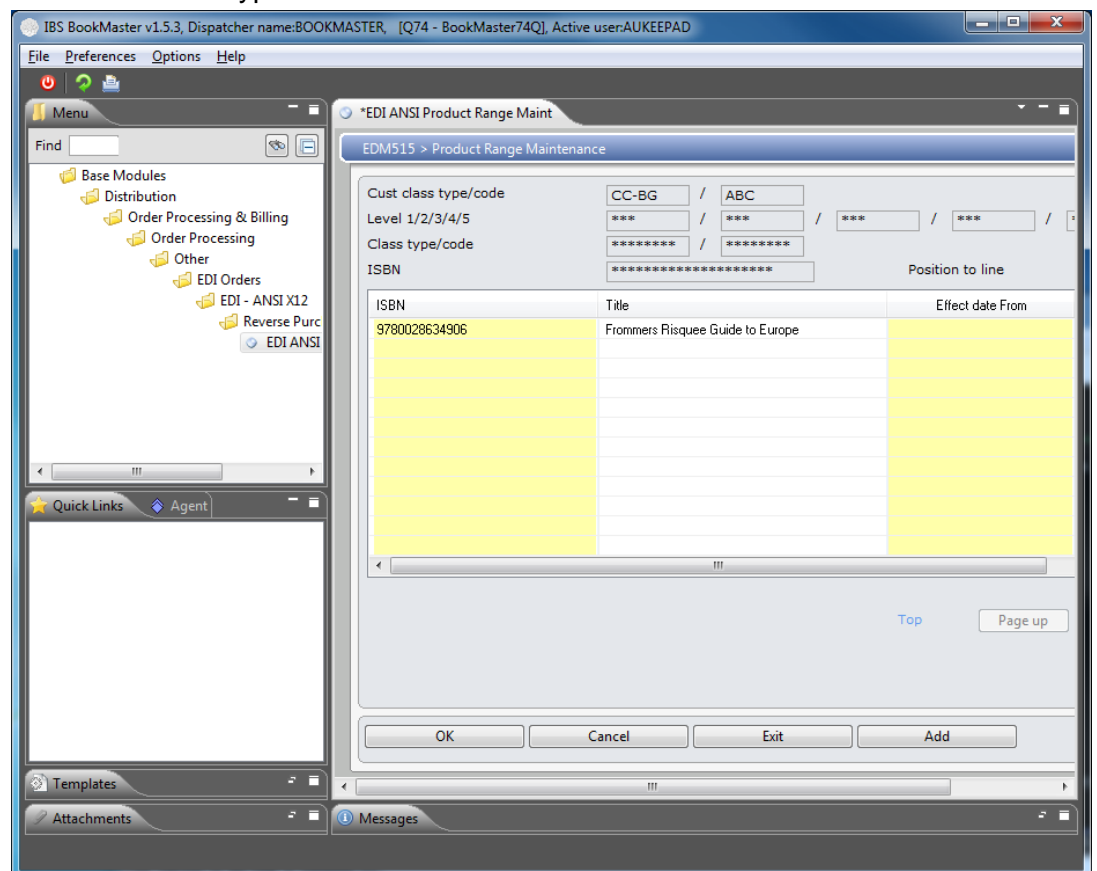 IBS BookMaster v1.5.3, Dispatcher name:BOOKMASTER, [Q74 - BookMaster74Q], Active user:AUKEEPAD
File Preferences Options Help
Menu
*EDI ANSI Product Range Maint
Find
EDM515 > Product Range Maintenance
Base Modules
Distribution
Order Processing & Billing
Order Processing
Other
EDI Orders
EDI - ANSI X12
Reverse Purc
EDI ANSI
Cust class type/code CC-BG / ABC
Level 1/2/3/4/5 *** / *** / *** / *** /
Class type/code ******** / ********
ISBN ******************** Position to line
ISBN Title Effect date From
9780028634906 Frommers Risquee Guide to Europe
Quick Links Agent
Top Page up
OK Cancel Exit Add
Templates
Attachments
Messages